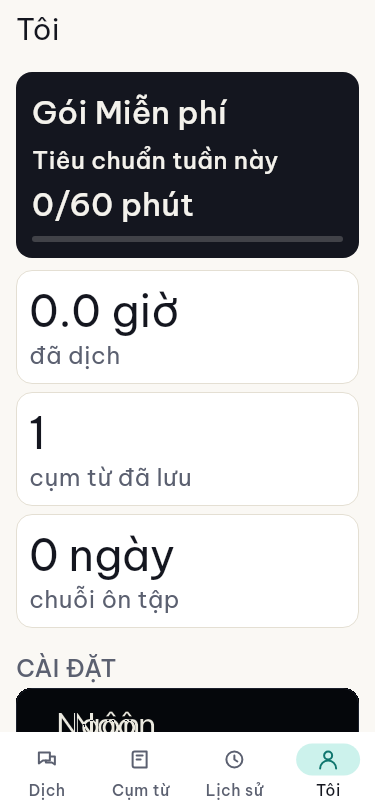 Tôi
Gói Miễn phí
Tiêu chuẩn tuần này
0/60 phút
0.0 giờ
đã dịch
1
cụm từ đã lưu
0 ngày
chuỗi ôn tập
CÀI ĐẶT
Dịch
Cụm từ
Lịch sử
Tôi